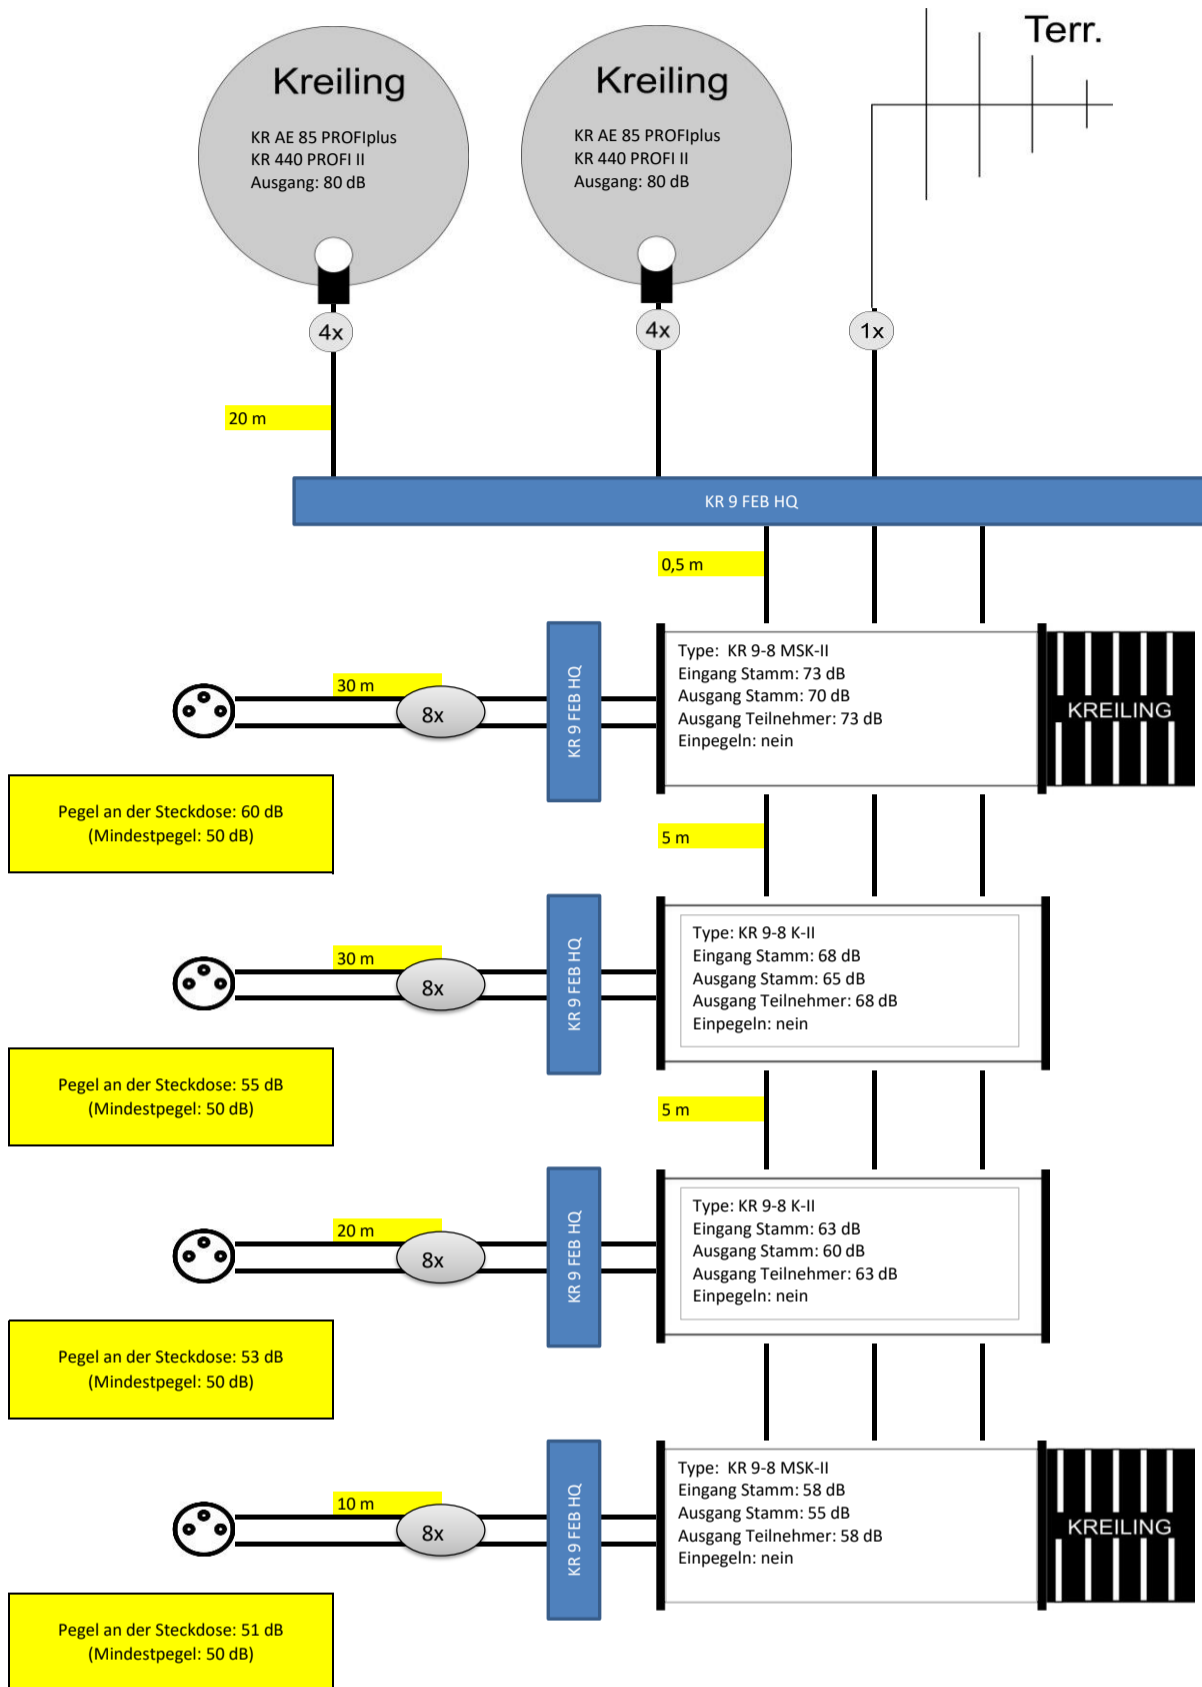 Terr.
Kreiling
KR AE 85 PROFIplus
KR 440 PROFI II
Ausgang: 80 dB
Kreiling
KR AE 85 PROFIplus
KR 440 PROFI II
Ausgang: 80 dB
4x
4x
1x
20 m
KR 9 FEB HQ
0,5 m
30 m
8x
KR 9 FEB HQ
Type: KR 9-8 MSK-II
Eingang Stamm: 73 dB
Ausgang Stamm: 70 dB
Ausgang Teilnehmer: 73 dB
Einpegeln: nein
KREILING
Pegel an der Steckdose: 60 dB
(Mindestpegel: 50 dB)
5 m
30 m
8x
KR 9 FEB HQ
Type: KR 9-8 K-II
Eingang Stamm: 68 dB
Ausgang Stamm: 65 dB
Ausgang Teilnehmer: 68 dB
Einpegeln: nein
Pegel an der Steckdose: 55 dB
(Mindestpegel: 50 dB)
5 m
20 m
8x
KR 9 FEB HQ
Type: KR 9-8 K-II
Eingang Stamm: 63 dB
Ausgang Stamm: 60 dB
Ausgang Teilnehmer: 63 dB
Einpegeln: nein
Pegel an der Steckdose: 53 dB
(Mindestpegel: 50 dB)
10 m
8x
KR 9 FEB HQ
Type: KR 9-8 MSK-II
Eingang Stamm: 58 dB
Ausgang Stamm: 55 dB
Ausgang Teilnehmer: 58 dB
Einpegeln: nein
KREILING
Pegel an der Steckdose: 51 dB
(Mindestpegel: 50 dB)